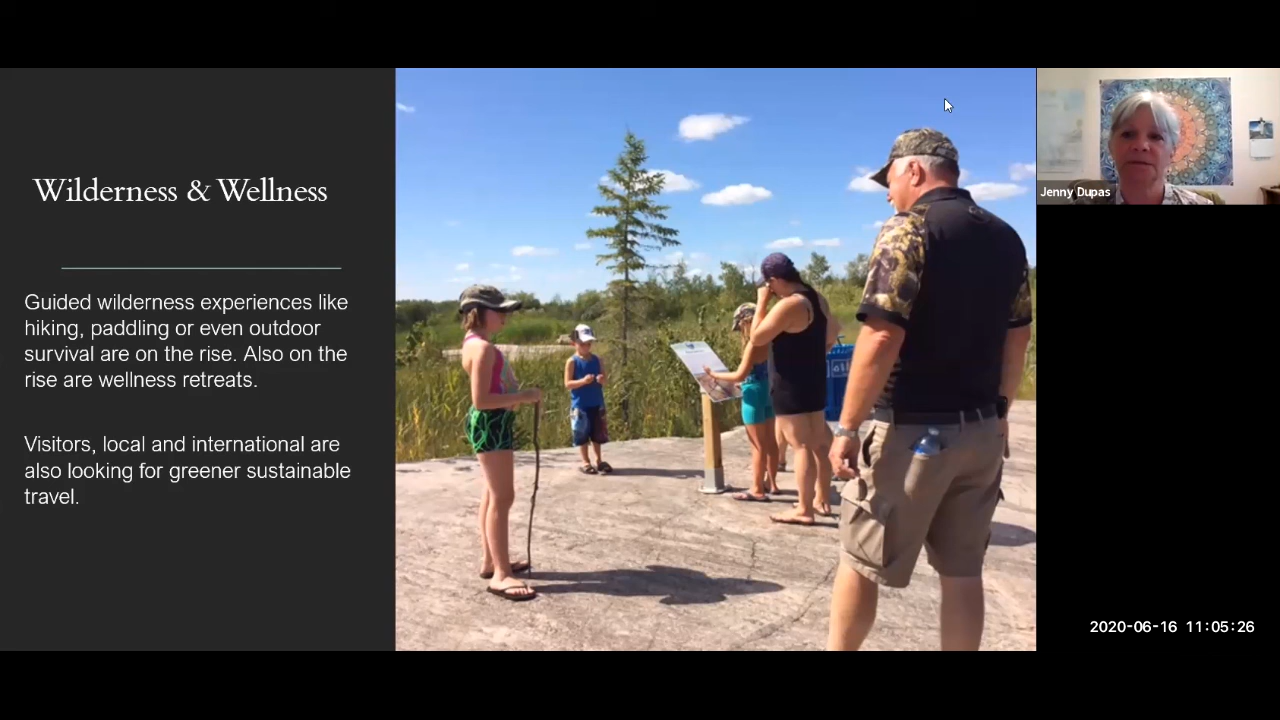 Wilderness & Wellness
Guided wilderness experiences like
hiking, paddling or even outdoor
survival are on the rise. Also on the
rise are wellness retreats.
Visitors, local and international are
also looking for greener sustainable
travel.
Jenny Dupas
2020-06-16 11:05:26